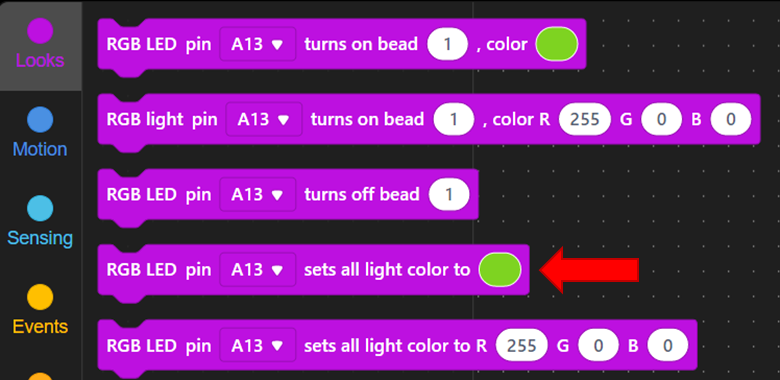 Looks
Motion
Sensing
Events
RGB LED pin A13 turns on bead 1 , color
RGB light pin A13 turns on bead 1 , color R 255 G 0 B 0
RGB LED pin A13 turns off bead 1
RGB LED pin A13 sets all light color to
RGB LED pin A13 sets all light color to R 255 G 0 B 0